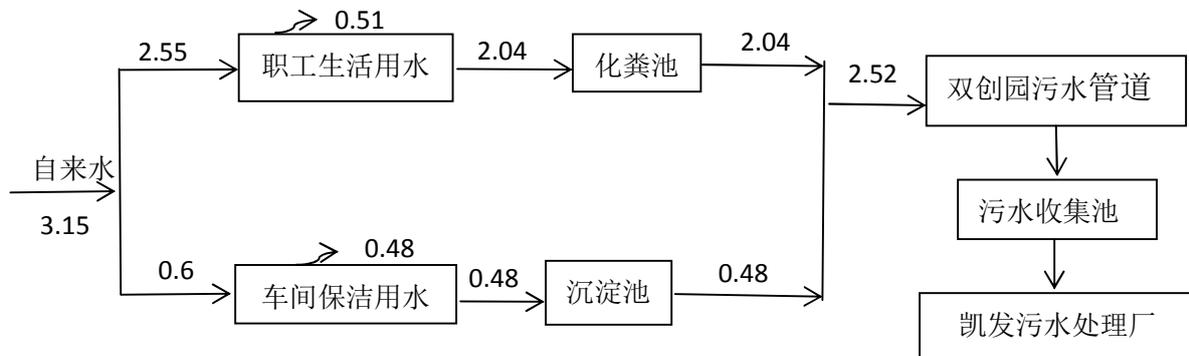 0.51
2.55
职工生活用水
2.04
化粪池
2.04
2.52
双创园污水管道
自来水
3.15
污水收集池
0.6
0.48
车间保洁用水
0.48
沉淀池
0.48
凯发污水处理厂